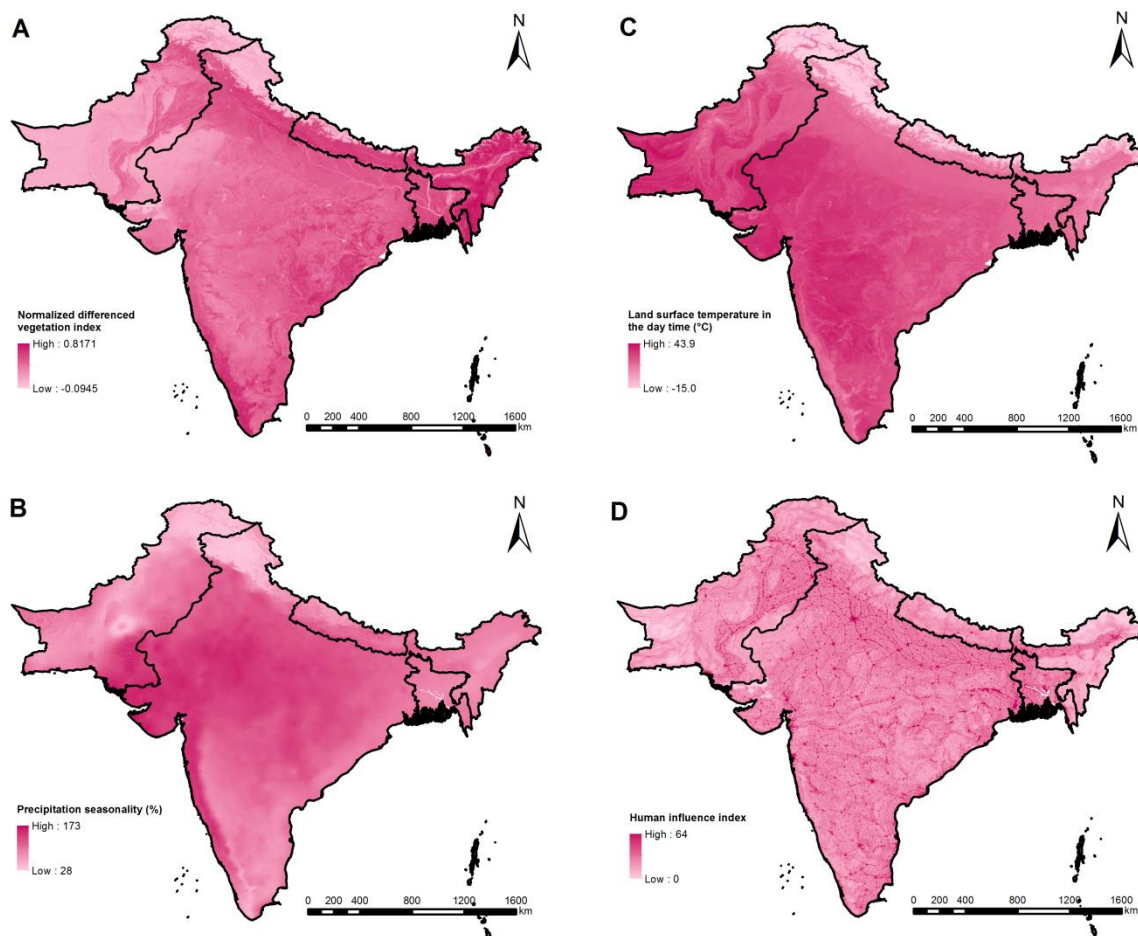 A
N
Normalized differenced
vegetation index
High : 0.8171
Low : -0.0945
0 200 400 800 1200 1600
km
C
N
Land surface temperature in
the day time (°C)
High : 43.9
Low : -15.0
0 200 400 800 1200 1600
km
B
N
Precipitation seasonality (%)
High : 173
Low : 28
0 200 400 800 1200 1600
km
D
N
Human influence index
High : 64
Low : 0
0 200 400 800 1200 1600
km